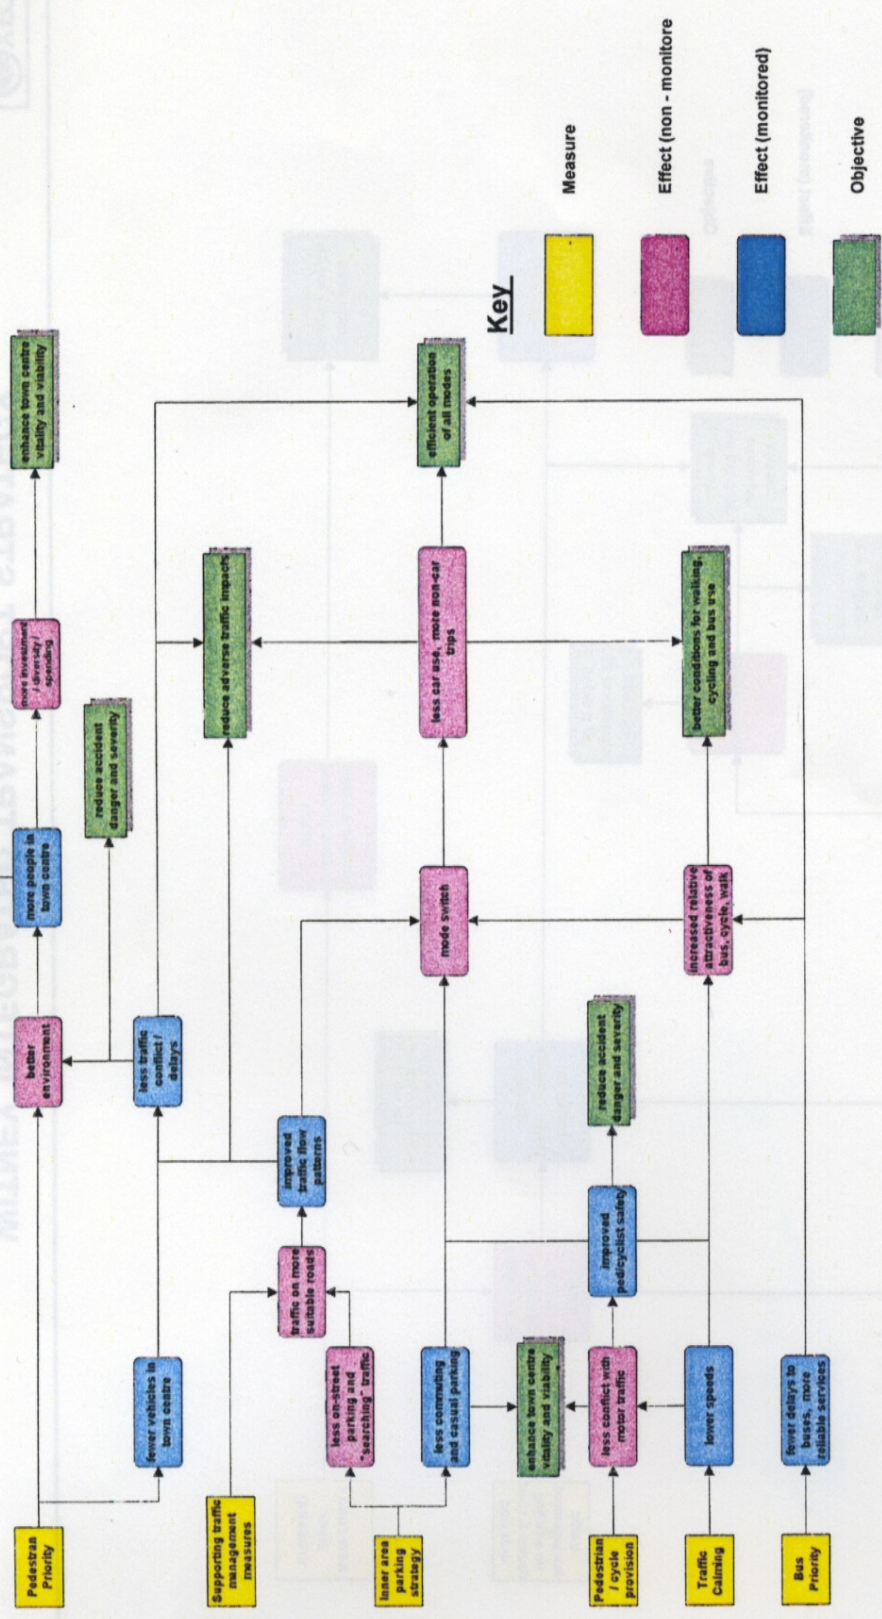 Pedestran
Priority
fewer vehicles in
town centre
better
environment
less traffic
conflict /
delays
more people in
town centre
reduce accident
danger and severity
more investment
/ diversity /
spending
enhance town centre
vitality and viability
Supporting traffic
management
measures
traffic on more
suitable roads
improved
traffic flow
patterns
reduce adverse traffic impacts
Inner area
parking
strategy
less on-street
parking and
"searching" traffic
less commuting
and casual parking
mode switch
less car use, more non-car
trips
efficient operation
of all modes
enhance town centre
vitality and viability
Pedestrian
/ cycle
provision
less conflict with
motor traffic
improved
ped/cyclist safety
reduce accident
danger and severity
Traffic
Calming
lower speeds
increased relative
attractiveness of
bus, cycle, walk
better conditions for walking,
cycling and bus use
Bus
Priority
fewer delays to
buses, more
reliable services
Key
Measure
Effect (non - monitore
Effect (monitored)
Objective